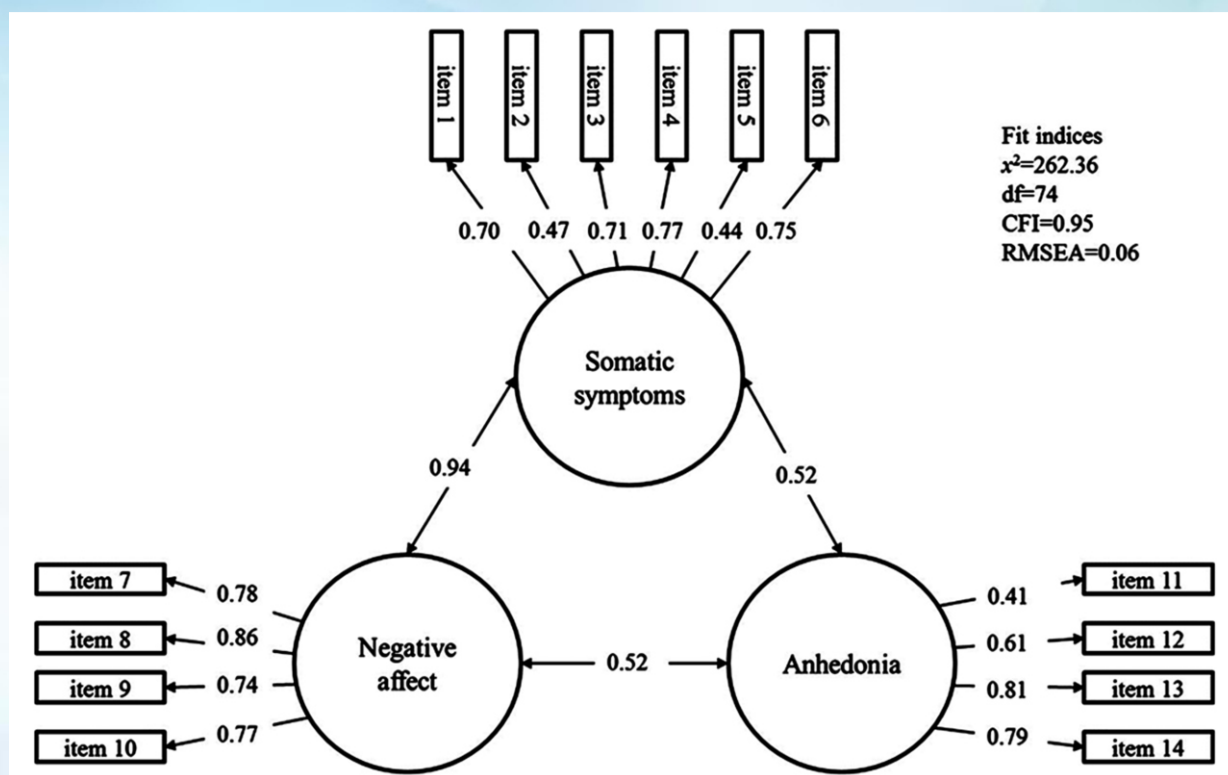 item 1
item 2
item 3
item 4
item 5
item 6
Fit indices
x²=262.36
df=74
CFI=0.95
RMSEA=0.06
0.70
0.47
0.71
0.77
0.44
0.75
Somatic
symptoms
0.94
0.52
item 7
item 8
item 9
item 10
0.78
0.86
0.74
0.77
Negative
affect
0.52
Anhedonia
0.41
0.61
0.81
0.79
item 11
item 12
item 13
item 14